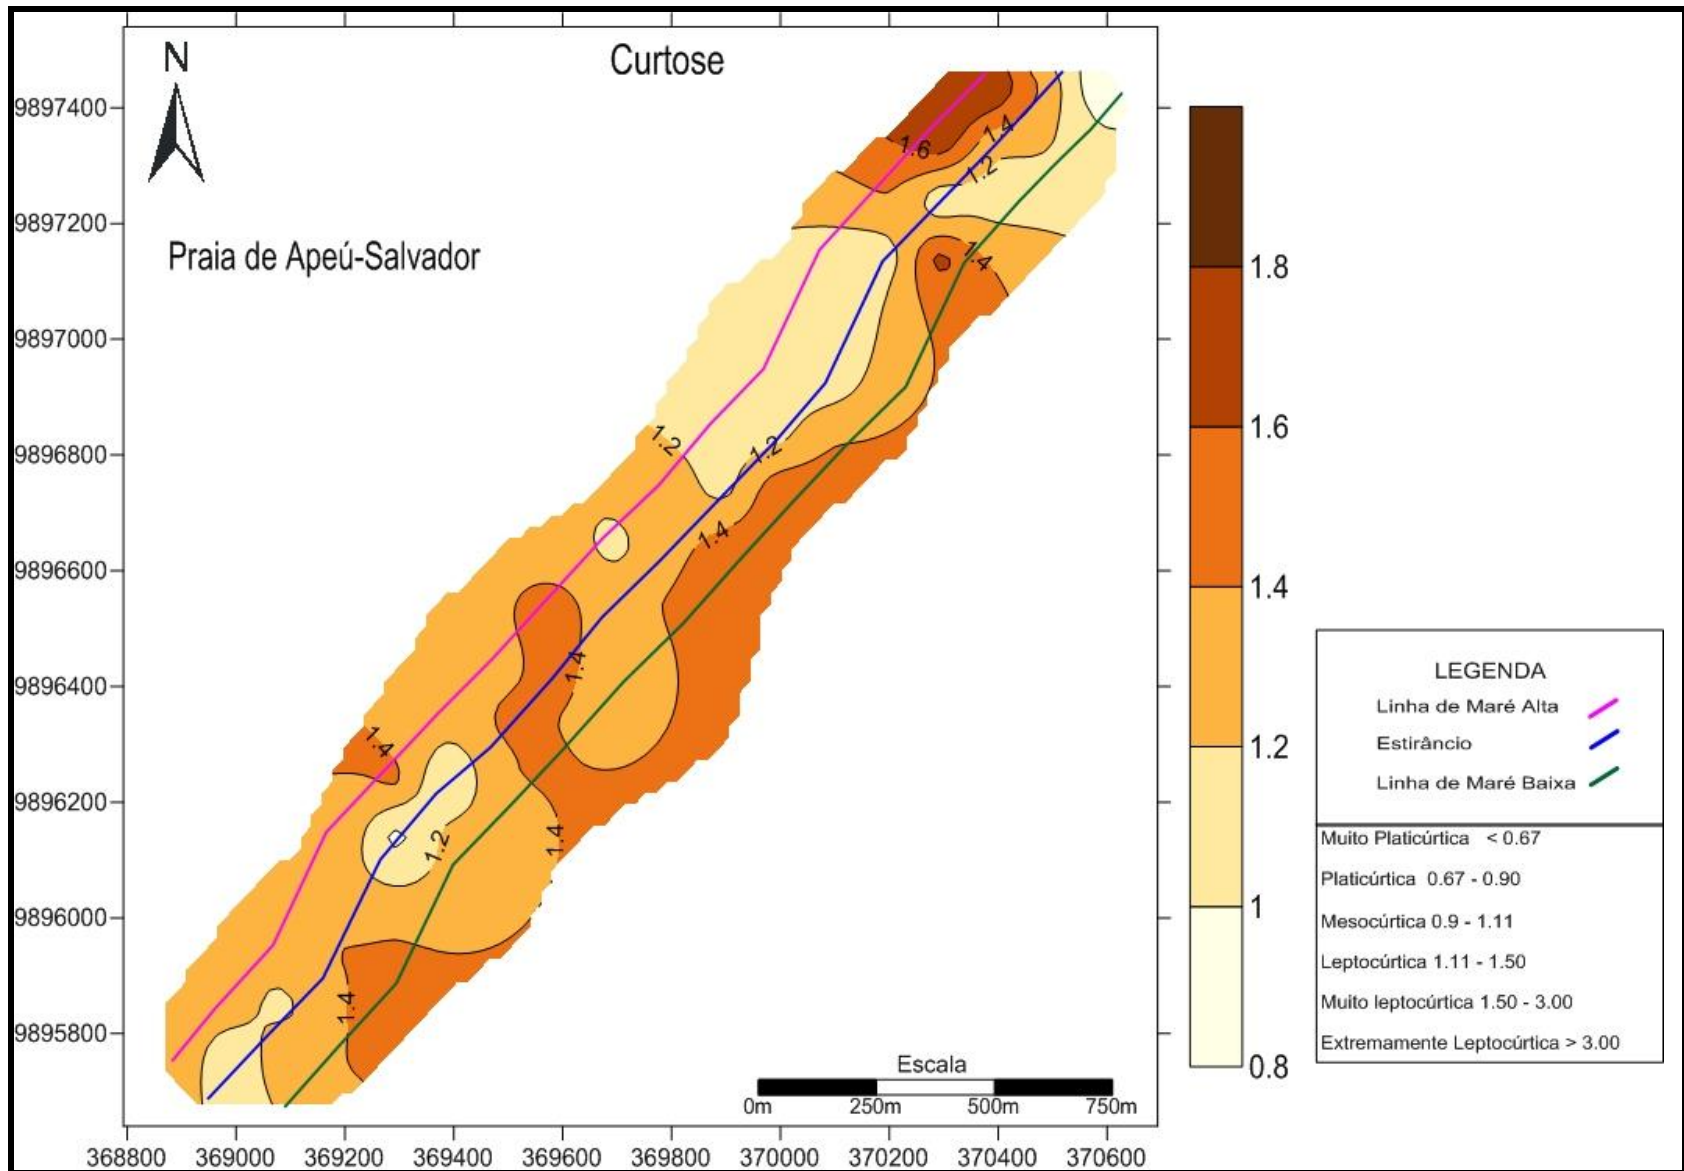 N
Curtose
Praia de Apeú-Salvador
9897400
9897200
9897000
9896800
9896600
9896400
9896200
9896000
9895800
1.6
1.4
1.2
1.4
1.2
1.2
1.4
1.4
1.4
1.2
1.4
1.4
Escala
0m 250m 500m 750m
368800 369000 369200 369400 369600 369800 370000 370200 370400 370600
1.8
1.6
1.4
1.2
1
0.8
LEGENDA
Linha de Maré Alta
Estirâncio
Linha de Maré Baixa
Muito Platicúrtica < 0.67
Platicúrtica 0.67 - 0.90
Mesocúrtica 0.9 - 1.11
Leptocúrtica 1.11 - 1.50
Muito leptocúrtica 1.50 - 3.00
Extremamente Leptocúrtica > 3.00